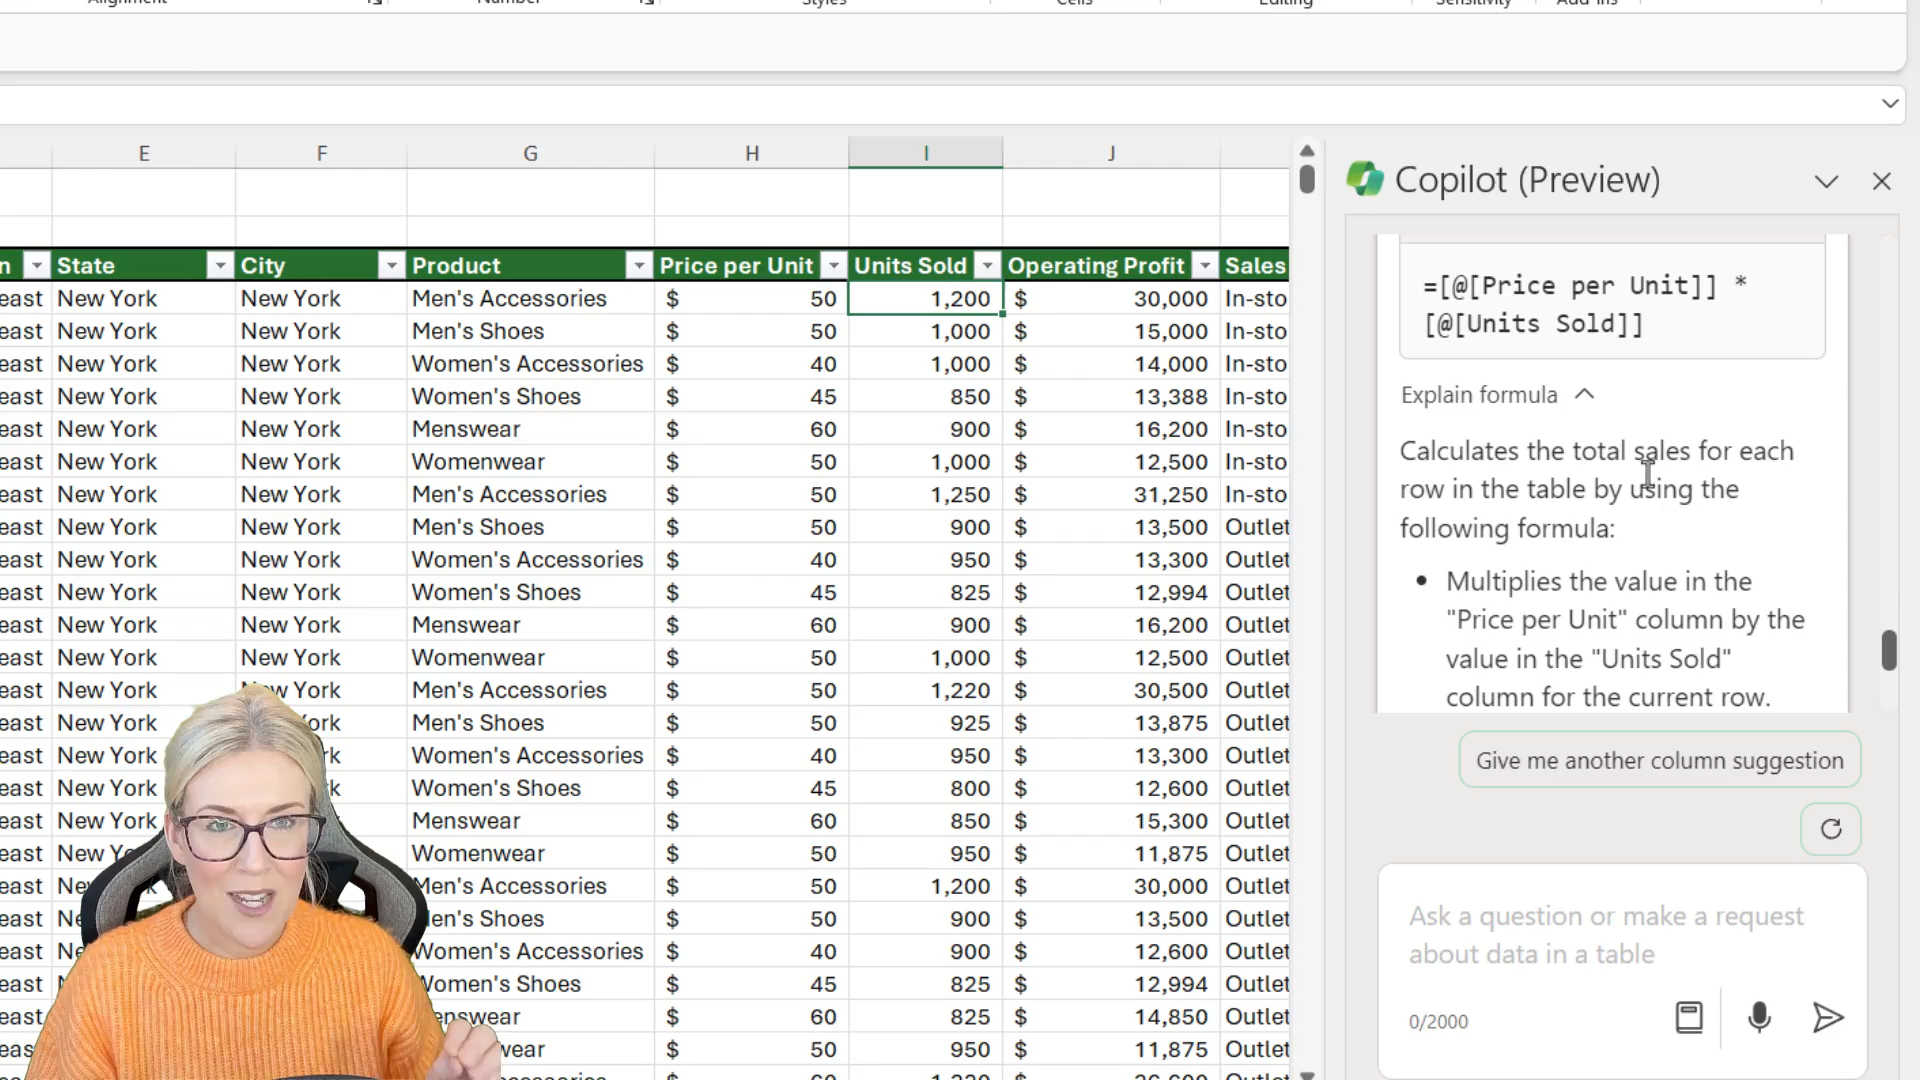 Alignment Number Styles Cells Editing Sensitivity Add-ins
E F G H I J
n State City Product Price per Unit Units Sold Operating Profit Sales
east New York New York Men's Accessories $ 50 1,200 $ 30,000 In-sto
east New York New York Men's Shoes $ 50 1,000 $ 15,000 In-sto
east New York New York Women's Accessories $ 40 1,000 $ 14,000 In-sto
east New York New York Women's Shoes $ 45 850 $ 13,388 In-sto
east New York New York Menswear $ 60 900 $ 16,200 In-sto
east New York New York Womenwear $ 50 1,000 $ 12,500 In-sto
east New York New York Men's Accessories $ 50 1,250 $ 31,250 In-sto
east New York New York Men's Shoes $ 50 900 $ 13,500 Outlet
east New York New York Women's Accessories $ 40 950 $ 13,300 Outlet
east New York New York Women's Shoes $ 45 825 $ 12,994 Outlet
east New York New York Menswear $ 60 900 $ 16,200 Outlet
east New York New York Womenwear $ 50 1,000 $ 12,500 Outlet
east New York New York Men's Accessories $ 50 1,220 $ 30,500 Outlet
east New York York Men's Shoes $ 50 925 $ 13,875 Outlet
east New York Women's Accessories $ 40 950 $ 13,300 Outlet
east New York k Women's Shoes $ 45 800 $ 12,600 Outlet
east New York Menswear $ 60 850 $ 15,300 Outlet
east New Womenwear $ 50 950 $ 11,875 Outlet
east New Men's Accessories $ 50 1,200 $ 30,000 Outlet
east Ne en's Shoes $ 50 900 $ 13,500 Outlet
east Ne Women's Accessories $ 40 900 $ 12,600 Outlet
east Ne Women's Shoes $ 45 825 $ 12,994 Outlet
east enswear $ 60 825 $ 14,850 Outlet
east wear $ 50 950 $ 11,875 Outlet
Copilot (Preview)
=[@[Price per Unit]] *
[@[Units Sold]]
Explain formula
Calculates the total sales for each
row in the table by using the
following formula:
• Multiplies the value in the
"Price per Unit" column by the
value in the "Units Sold"
column for the current row.
Give me another column suggestion
Ask a question or make a request
about data in a table
0/2000